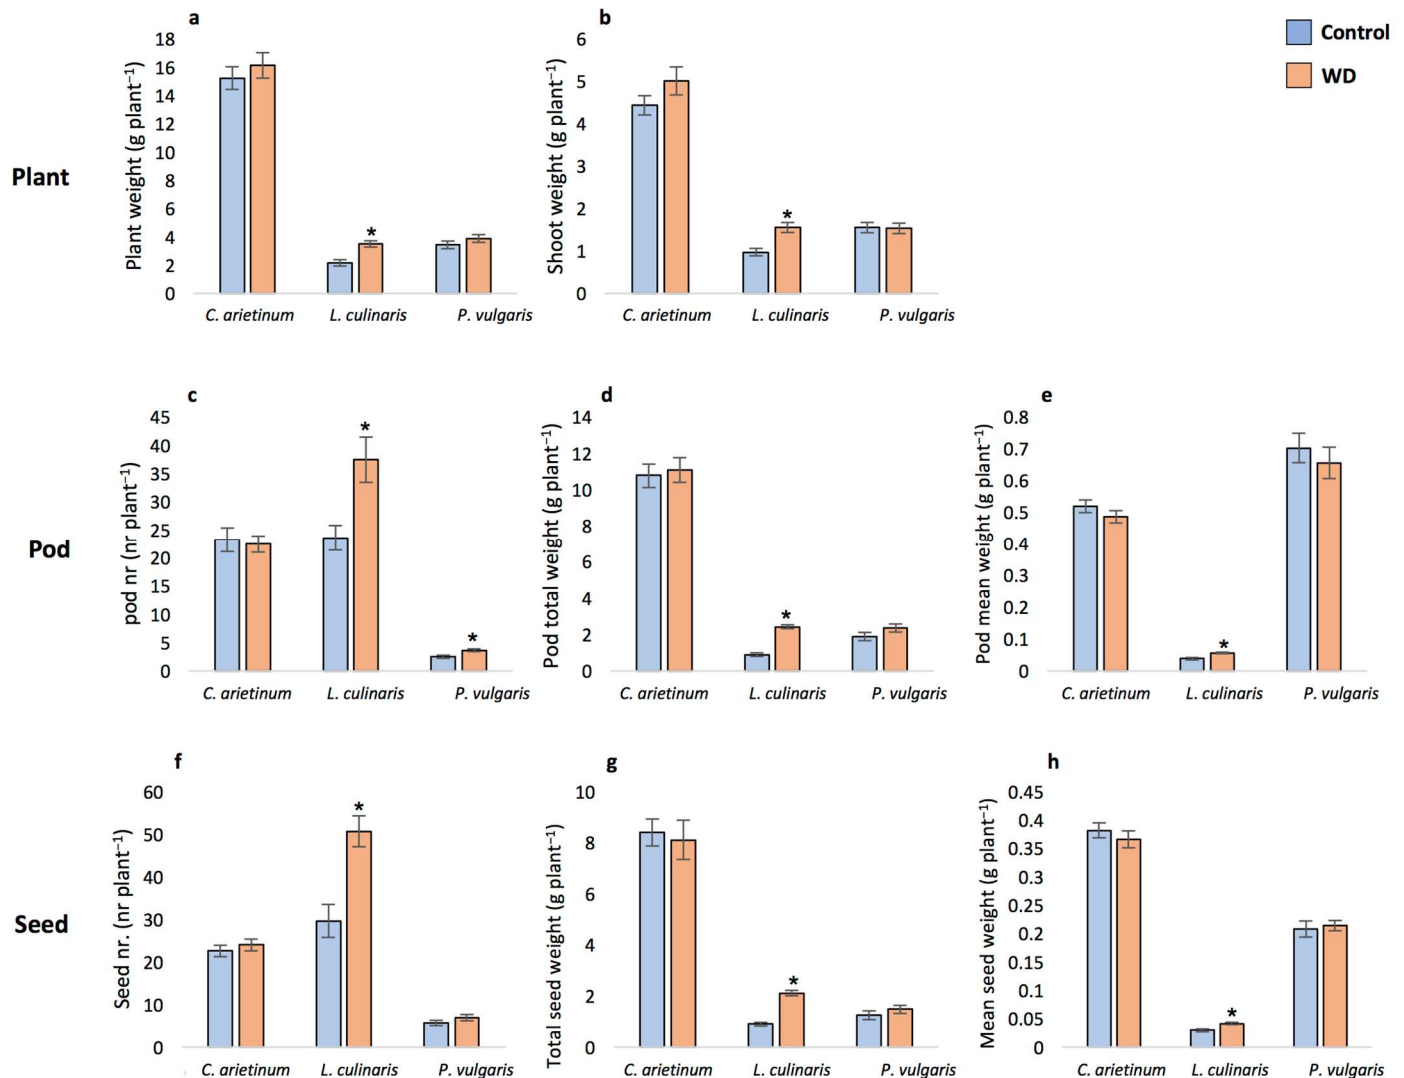 a
b
Control
WD
Plant
Plant weight (g plant⁻¹)
18
16
14
12
10
8
6
4
2
0
*
C. arietinum L. culinaris P. vulgaris
Shoot weight (g plant⁻¹)
6
5
4
3
2
1
0
*
C. arietinum L. culinaris P. vulgaris
c
d
e
Pod
pod nr (nr plant⁻¹)
45
40
35
30
25
20
15
10
5
0
*
*
C. arietinum L. culinaris P. vulgaris
Pod total weight (g plant⁻¹)
14
12
10
8
6
4
2
0
*
C. arietinum L. culinaris P. vulgaris
Pod mean weight (g plant⁻¹)
0.8
0.7
0.6
0.5
0.4
0.3
0.2
0.1
0
*
C. arietinum L. culinaris P. vulgaris
f
g
h
Seed
Seed nr. (nr plant⁻¹)
60
50
40
30
20
10
0
*
C. arietinum L. culinaris P. vulgaris
Total seed weight (g plant⁻¹)
10
8
6
4
2
0
*
C. arietinum L. culinaris P. vulgaris
Mean seed weight (g plant⁻¹)
0.45
0.4
0.35
0.3
0.25
0.2
0.15
0.1
0.05
0
*
C. arietinum L. culinaris P. vulgaris